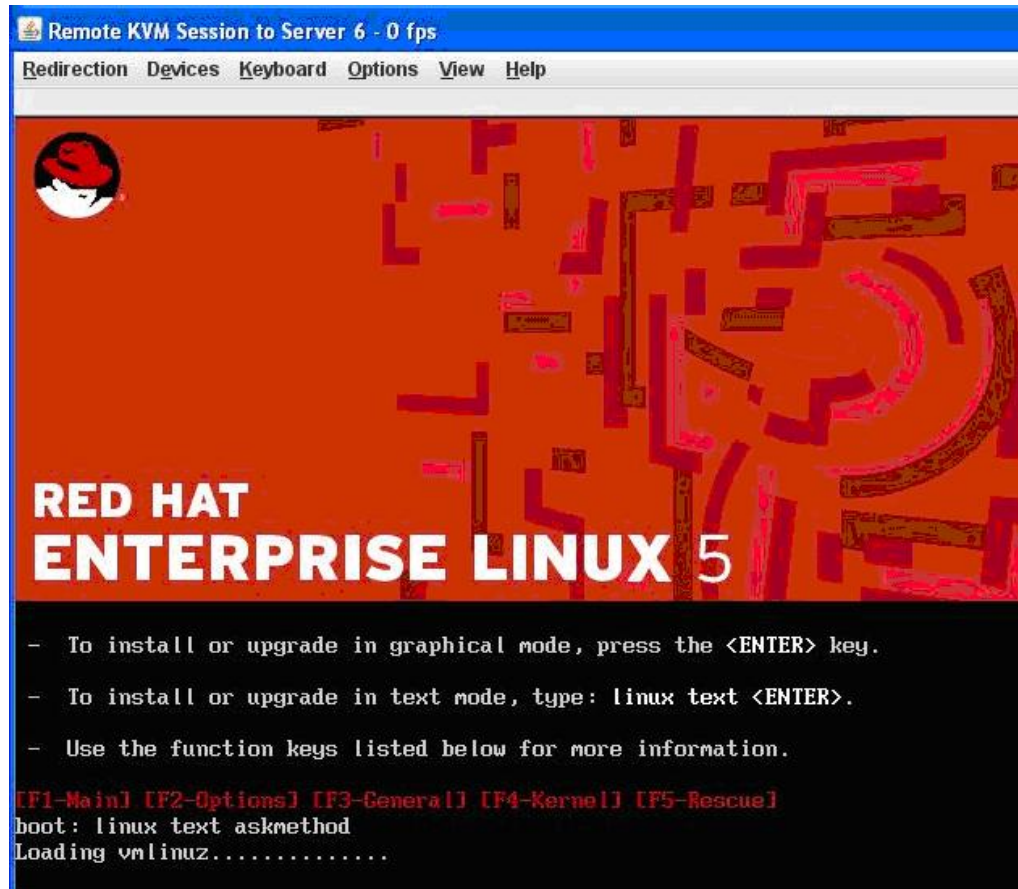 Remote KVM Session to Server 6 - 0 fps
Redirection Devices Keyboard Options View Help
RED HAT
ENTERPRISE LINUX 5
- To install or upgrade in graphical mode, press the <ENTER> key.
- To install or upgrade in text mode, type: linux text <ENTER>.
- Use the function keys listed below for more information.
[F1-Main] [F2-Options] [F3-General] [F4-Kernel] [F5-Rescue]
boot: linux text askmethod
Loading vmlinuz..............